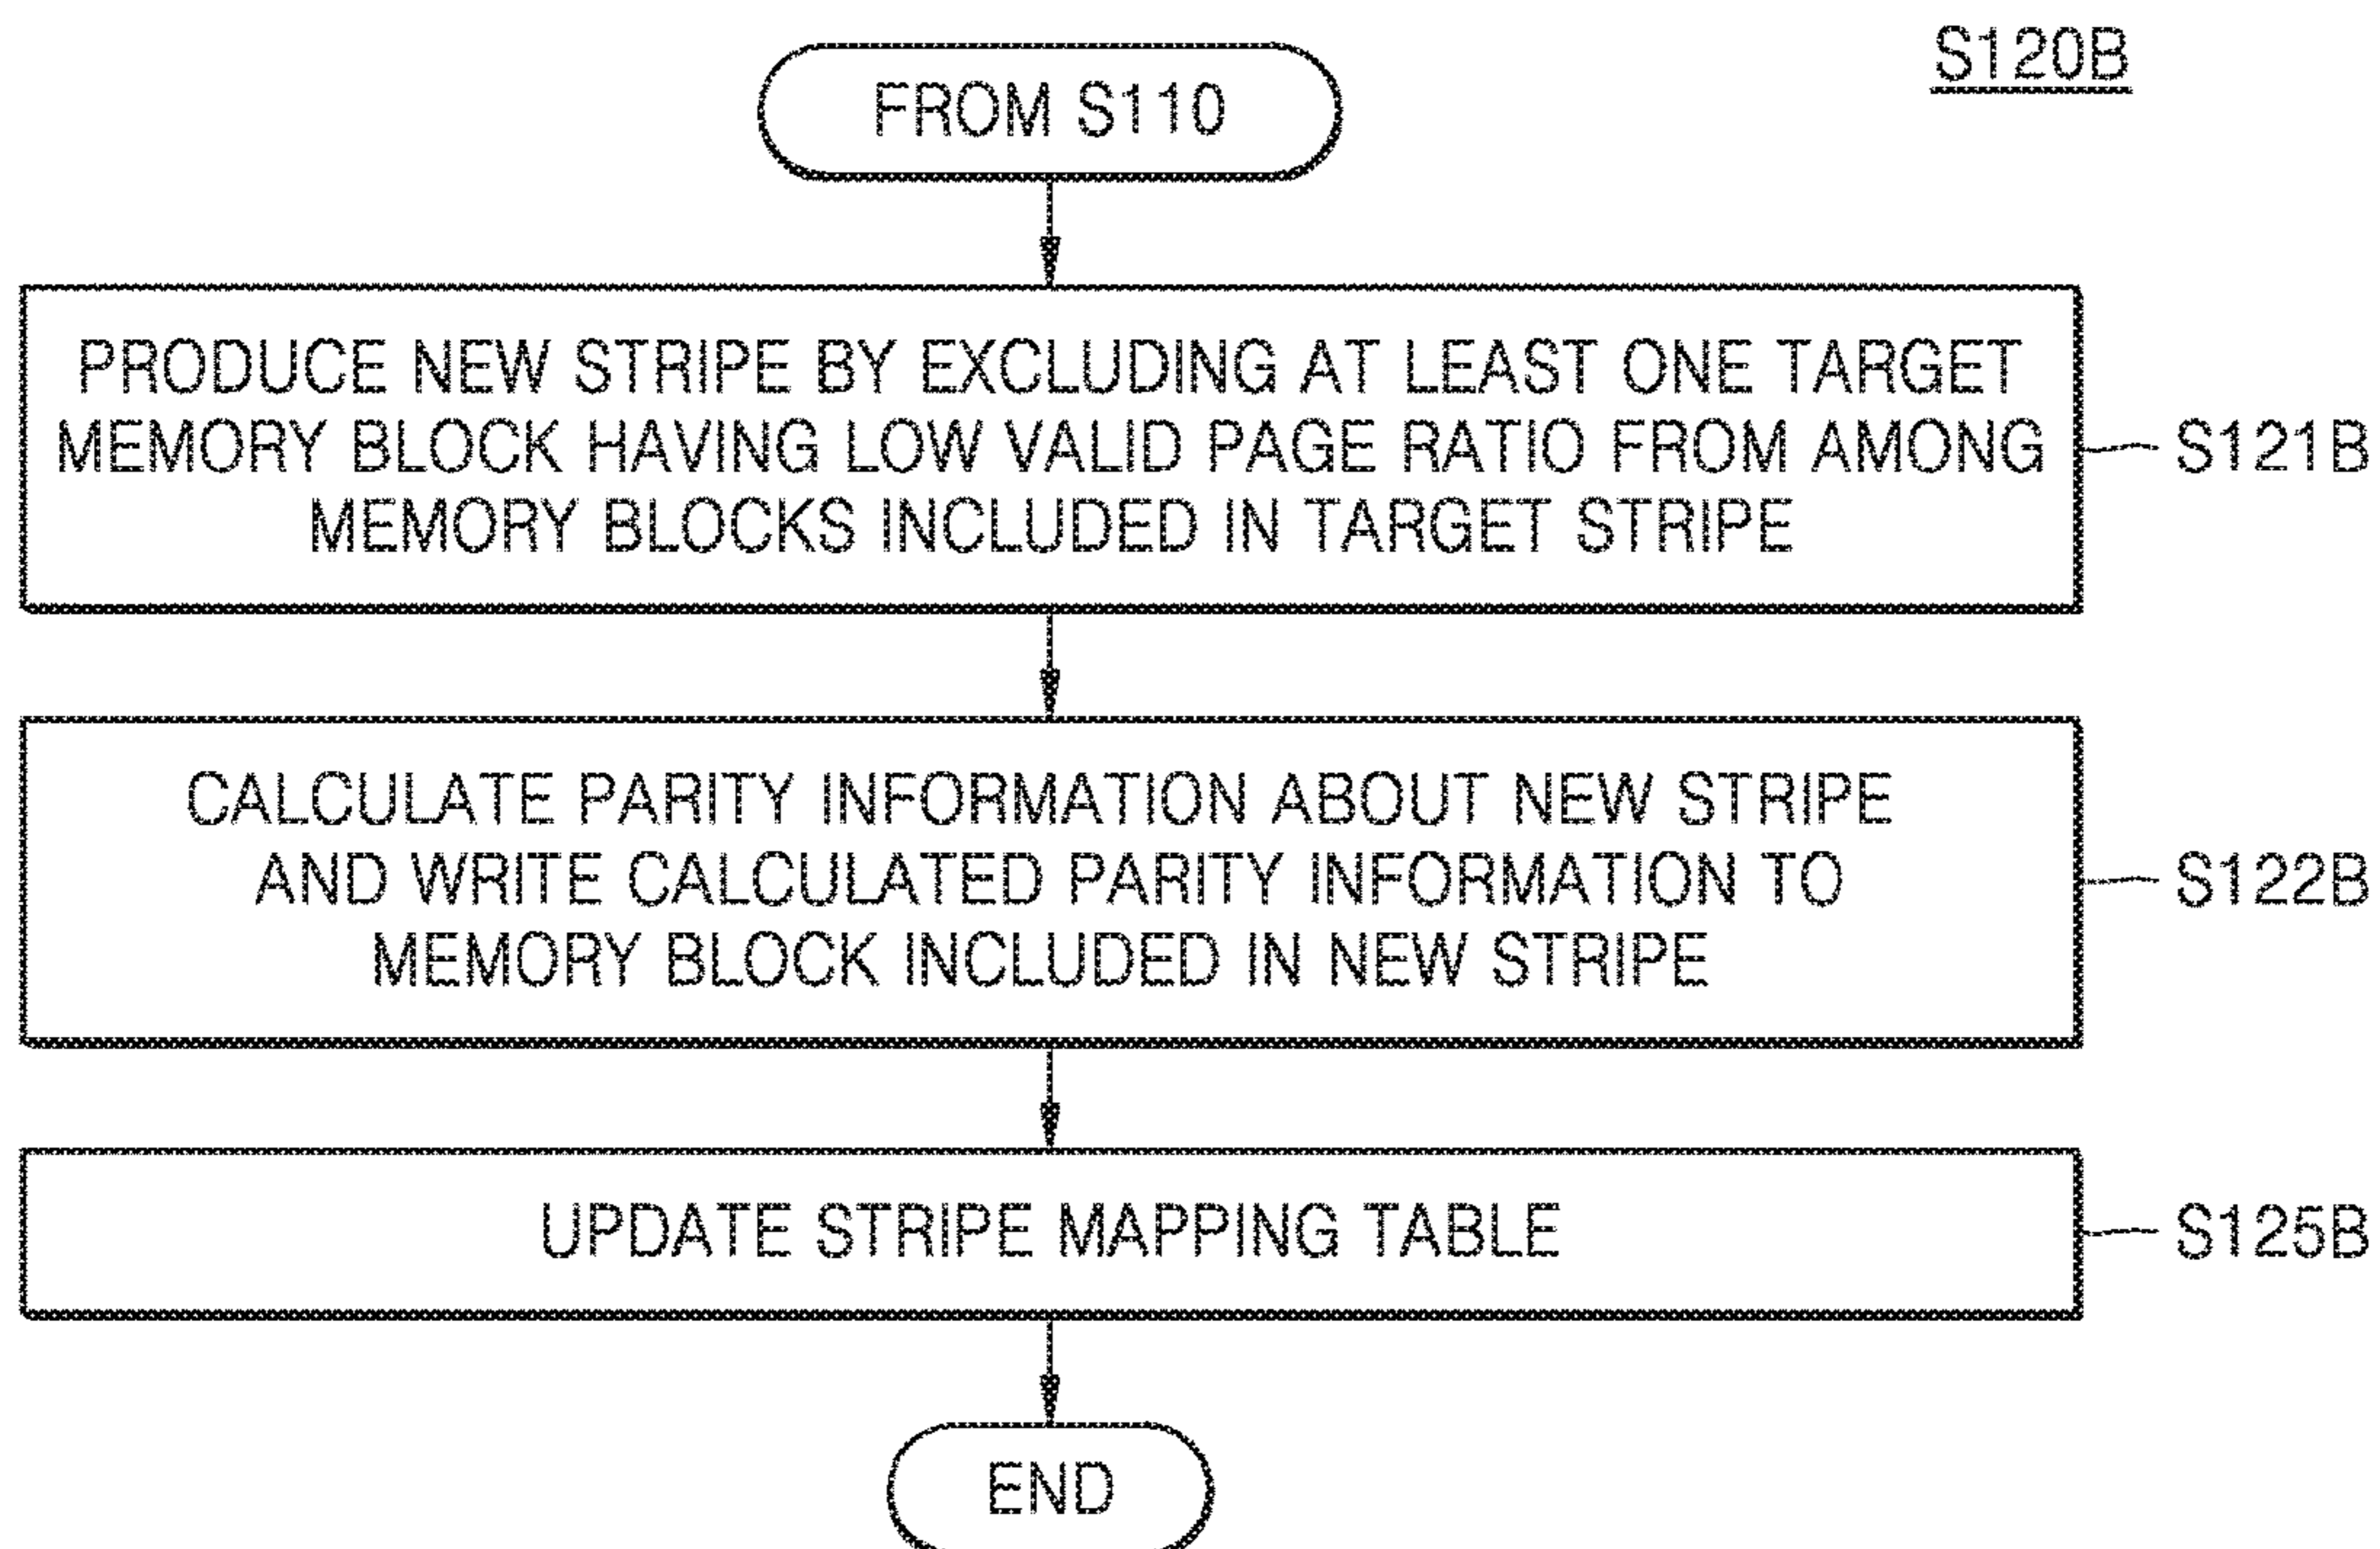 S120B
FROM S110
PRODUCE NEW STRIPE BY EXCLUDING AT LEAST ONE TARGET
MEMORY BLOCK HAVING LOW VALID PAGE RATIO FROM AMONG
MEMORY BLOCKS INCLUDED IN TARGET STRIPE
S121B
CALCULATE PARITY INFORMATION ABOUT NEW STRIPE
AND WRITE CALCULATED PARITY INFORMATION TO
MEMORY BLOCK INCLUDED IN NEW STRIPE
S122B
UPDATE STRIPE MAPPING TABLE
S125B
END